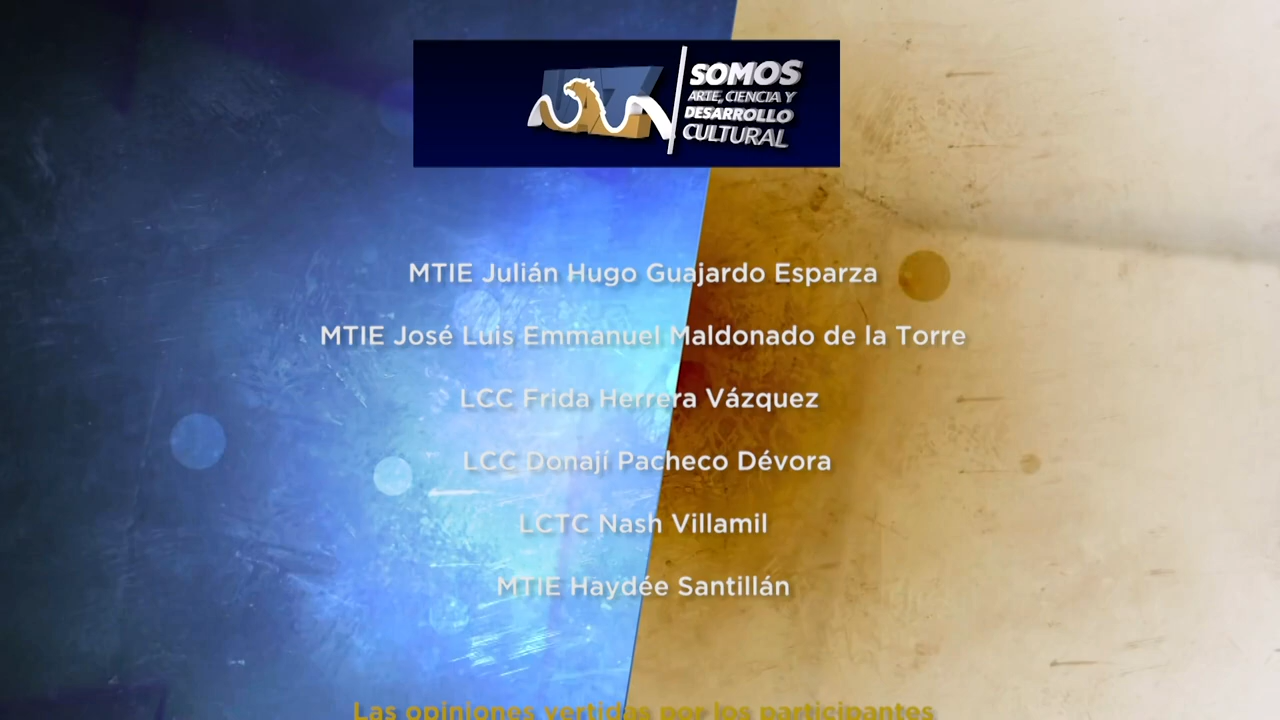 UAZ
SOMOS
ARTE, CIENCIA Y
DESARROLLO
CULTURAL
MTIE Julián Hugo Guajardo Esparza
MTIE José Luis Emmanuel Maldonado de la Torre
LCC Frida Herrera Vázquez
LCC Donají Pacheco Dévora
LCTC Nash Villamil
MTIE Haydée Santillán
Las opiniones vertidas por los participantes